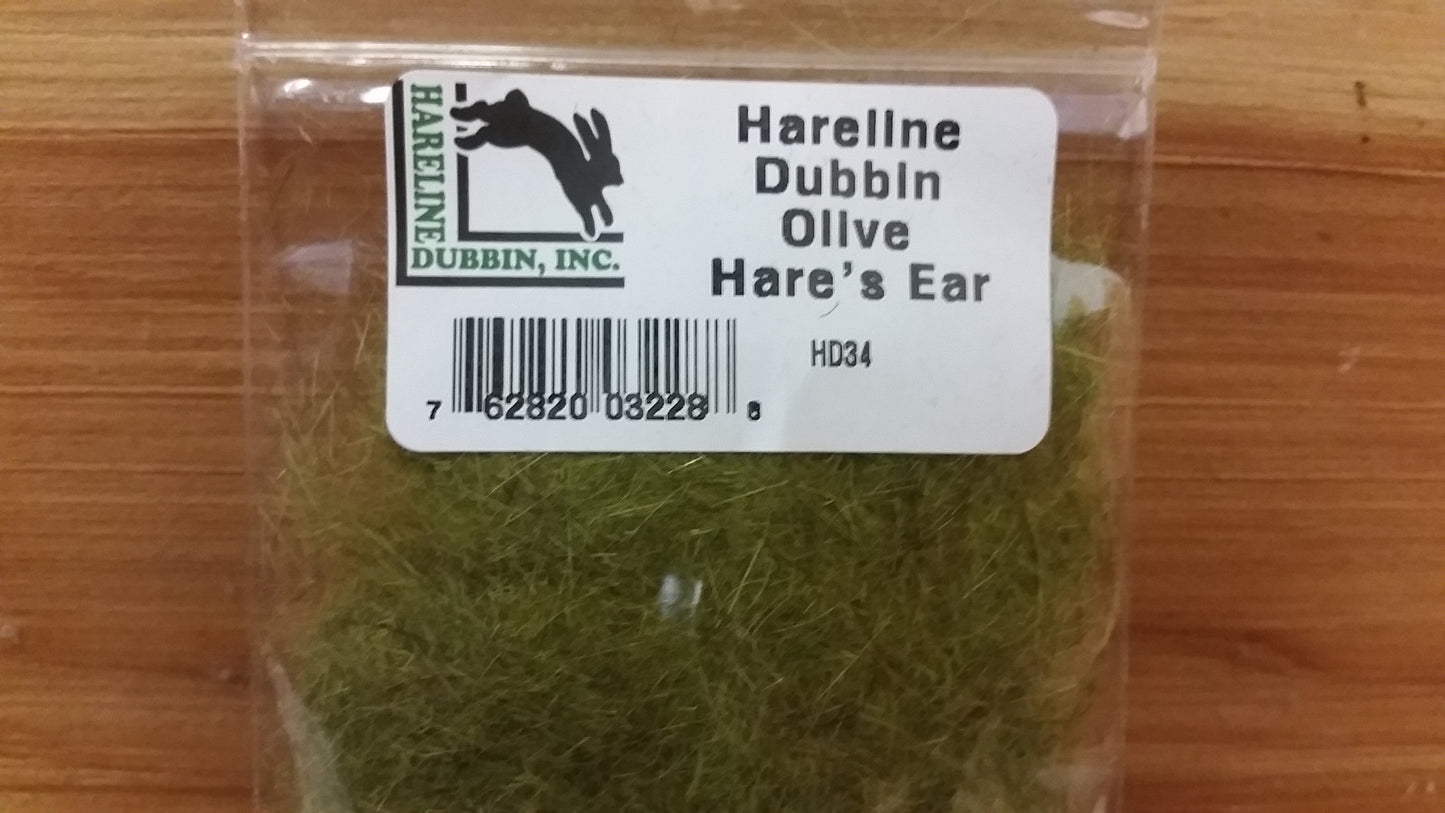 HARELINE
DUBBIN, INC.
Hareline
Dubbin
Olive
Hare's Ear
HD34
7 62820 03228 8